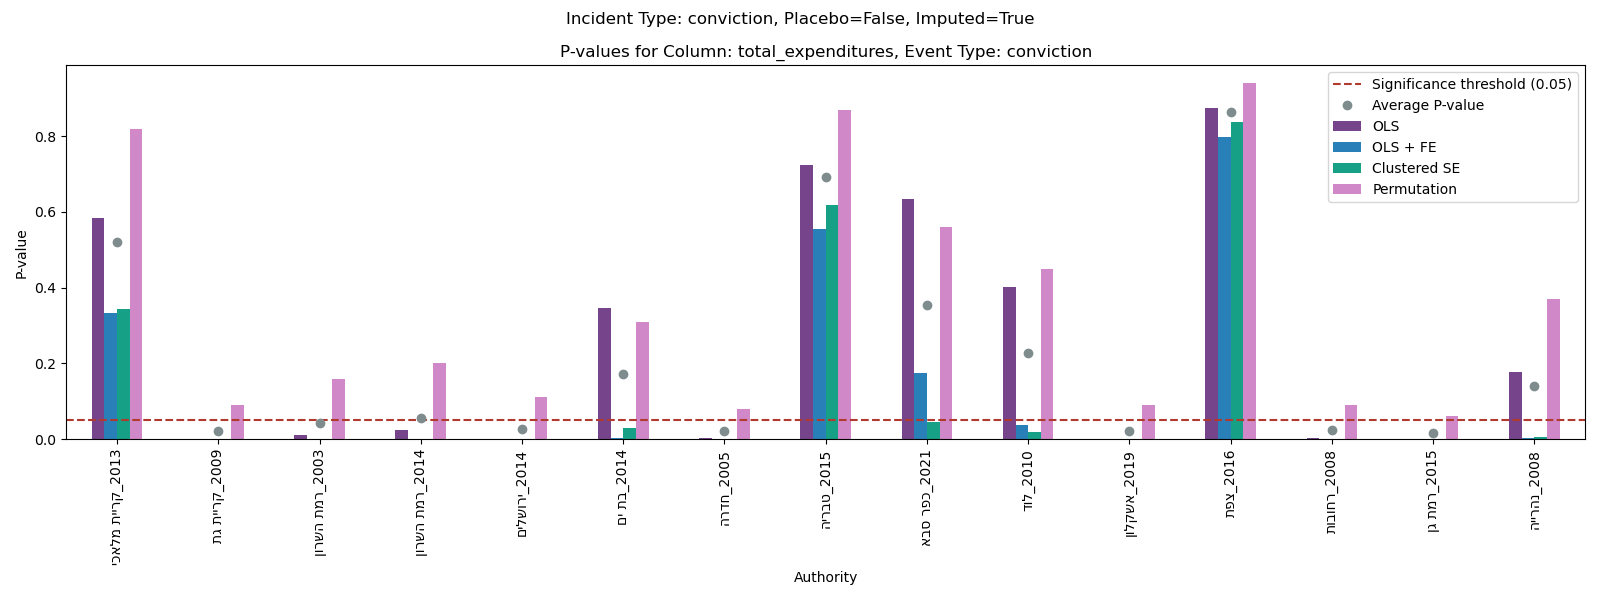 Incident Type: conviction, Placebo=False, Imputed=True
P-values for Column: total_expenditures, Event Type: conviction
Significance threshold (0.05)
Average P-value
OLS
OLS + FE
Clustered SE
Permutation
P-value
0.8
0.6
0.4
0.2
0.0
קריית מלאכי_2013
קריית גת_2009
רמת השרון_2003
רמת השרון_2014
ירושלים_2014
בת ים_2014
חדרה_2005
טבריה_2015
כפר סבא_2021
לוד_2010
אשקלון_2019
צפת_2016
רחובות_2008
רמת גן_2015
נהרייה_2008
Authority